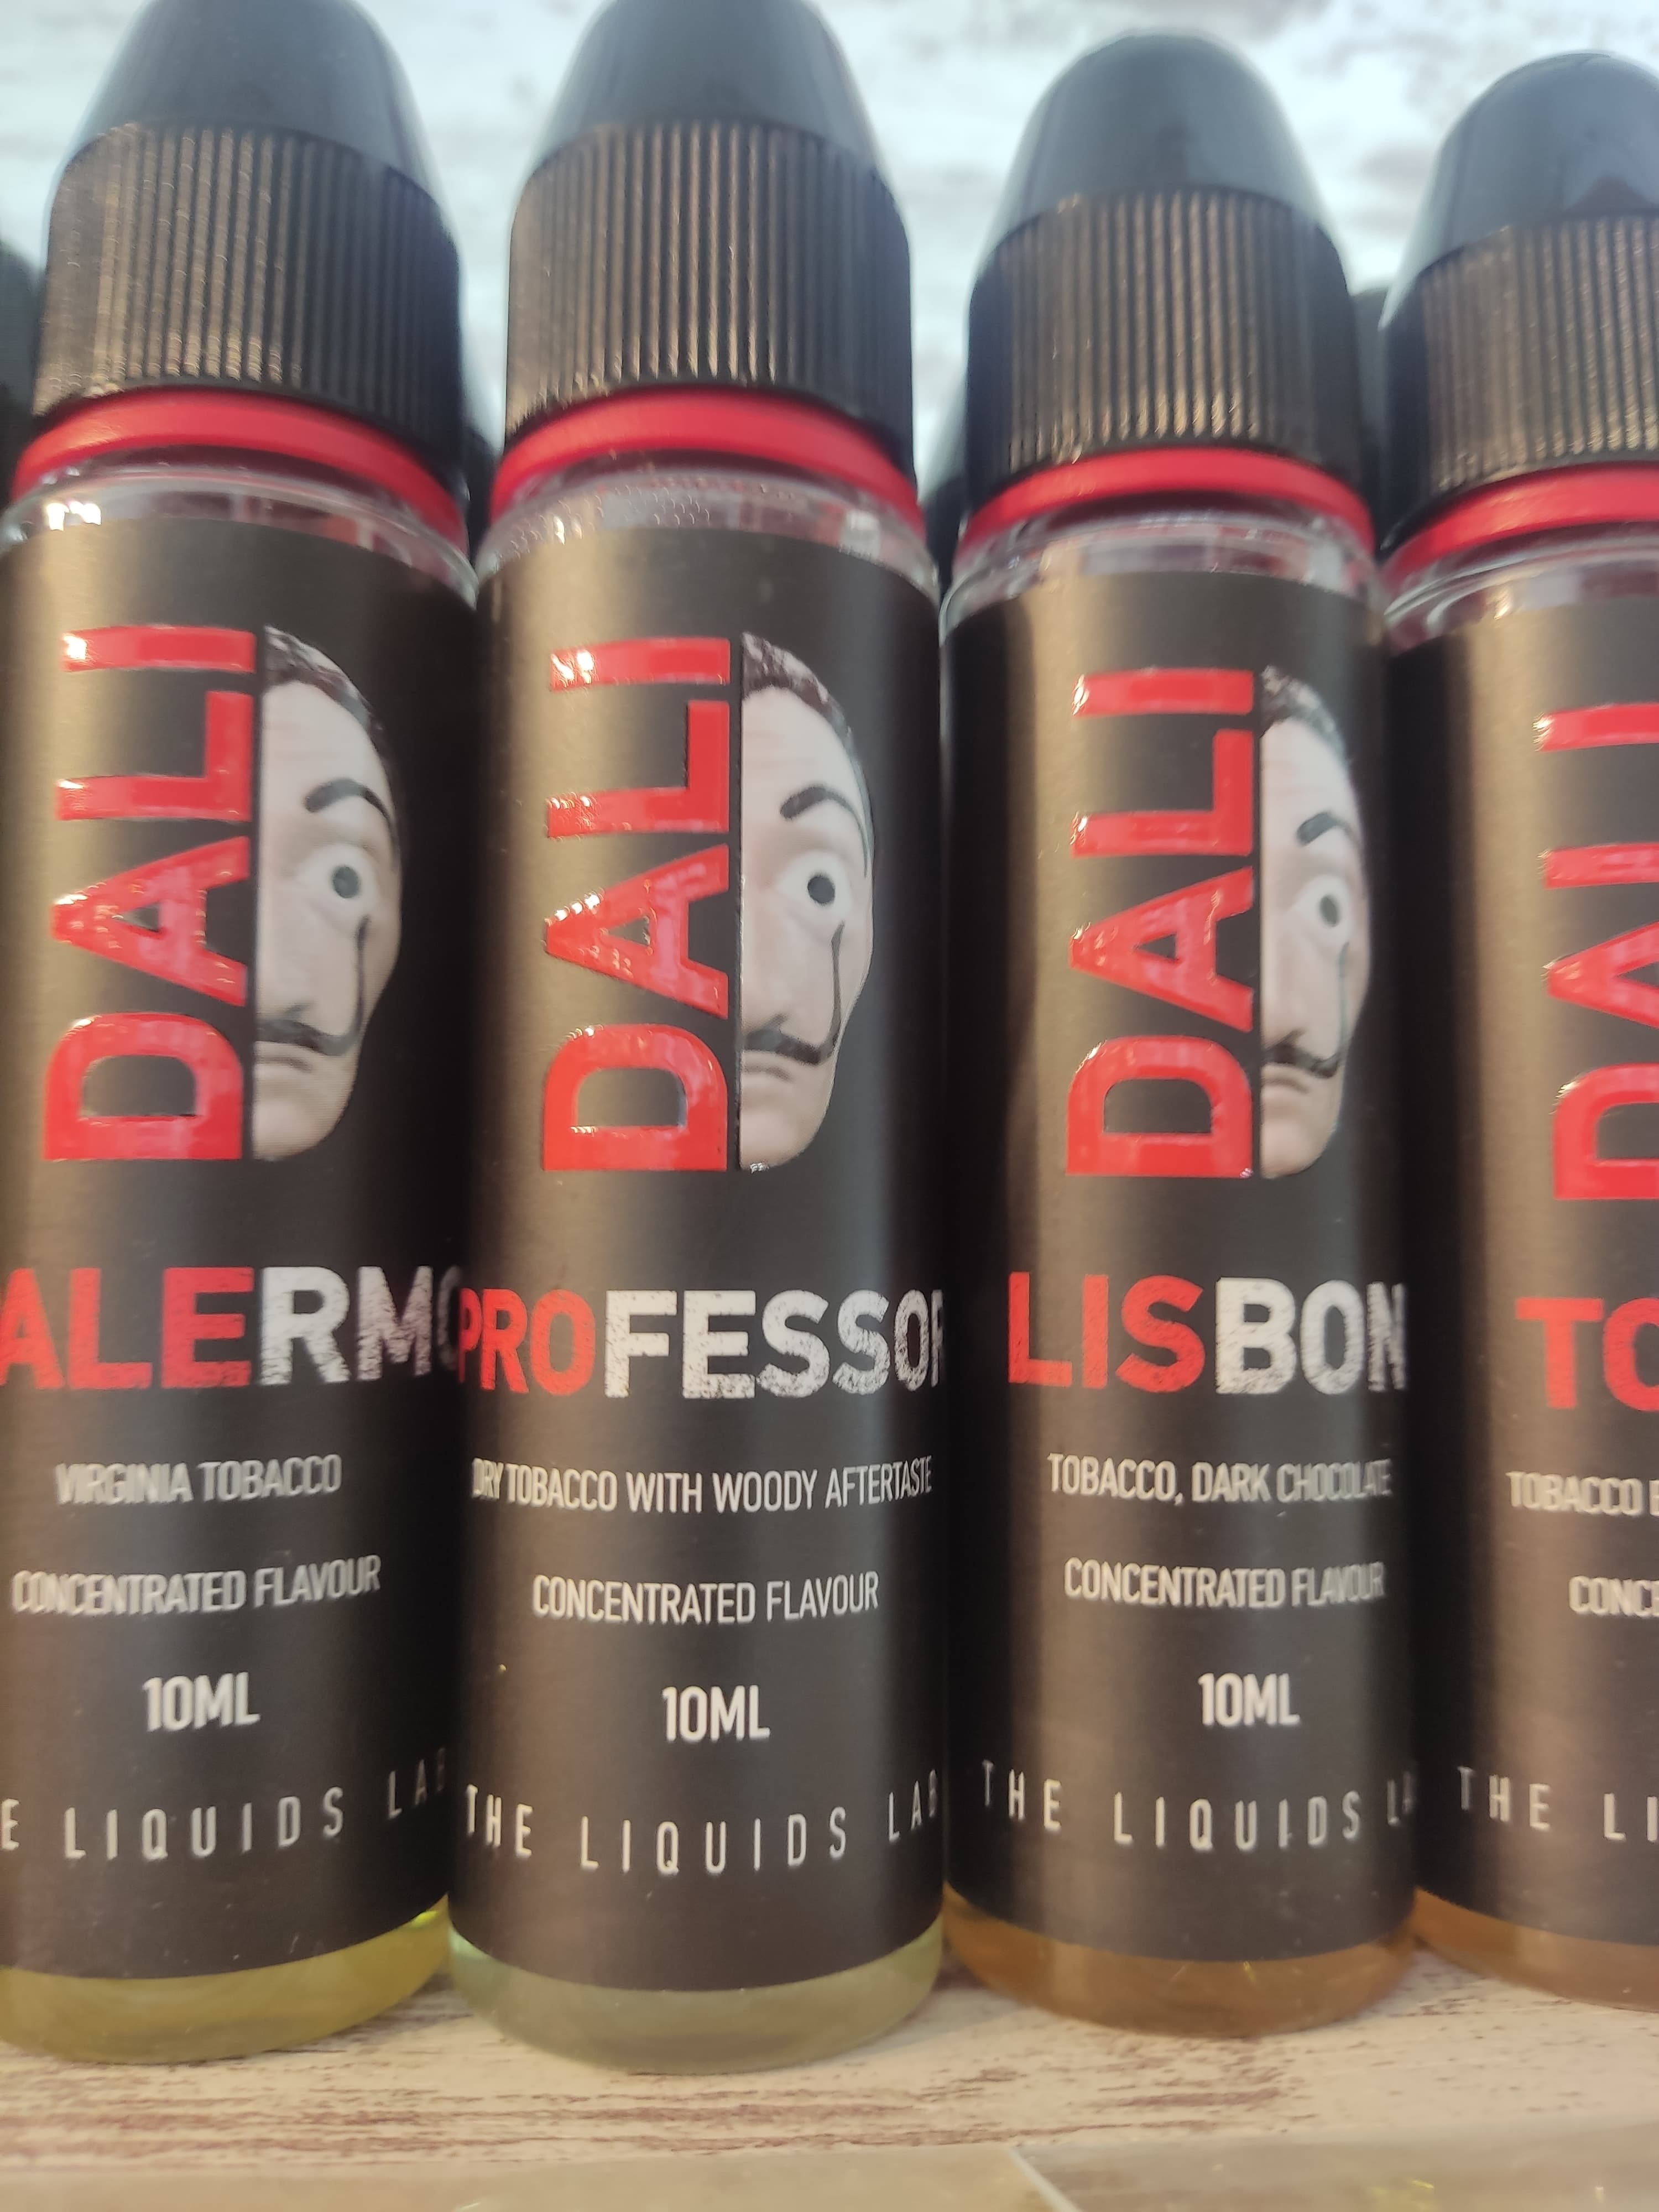 DALI
ALERMO
VIRGINIA TOBACCO
CONCENTRATED FLAVOUR
10ML
E LIQUIDS LAB
DALI
PROFESSOR
DRY TOBACCO WITH WOODY AFTERTASTE
CONCENTRATED FLAVOUR
10ML
THE LIQUIDS LAB
DALI
LISBON
TOBACCO, DARK CHOCOLATE
CONCENTRATED FLAVOUR
10ML
THE LIQUIDS LA
DALI
TO
TOBACCO
CONCE
THE LI